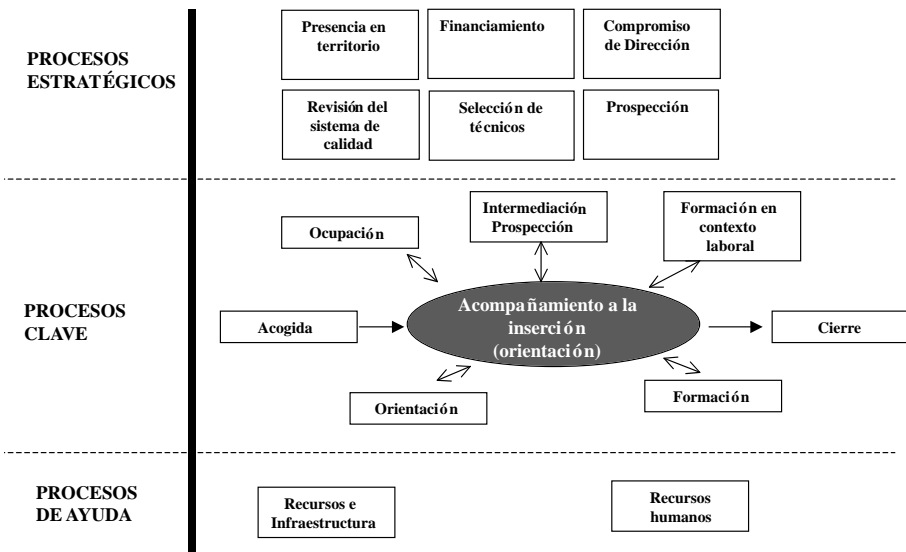 PROCESOS
ESTRATÉGICOS
Presencia en
territorio
Financiamiento
Compromiso
de Dirección
Revisión del
sistema de
calidad
Selección de
técnicos
Prospección
PROCESOS
CLAVE
Ocupación
Intermediación
Prospección
Formación en
contexto
laboral
Acogida
Acompañamiento a la
inserción
(orientación)
Cierre
Orientación
Formación
PROCESOS
DE AYUDA
Recursos e
Infraestructura
Recursos
humanos